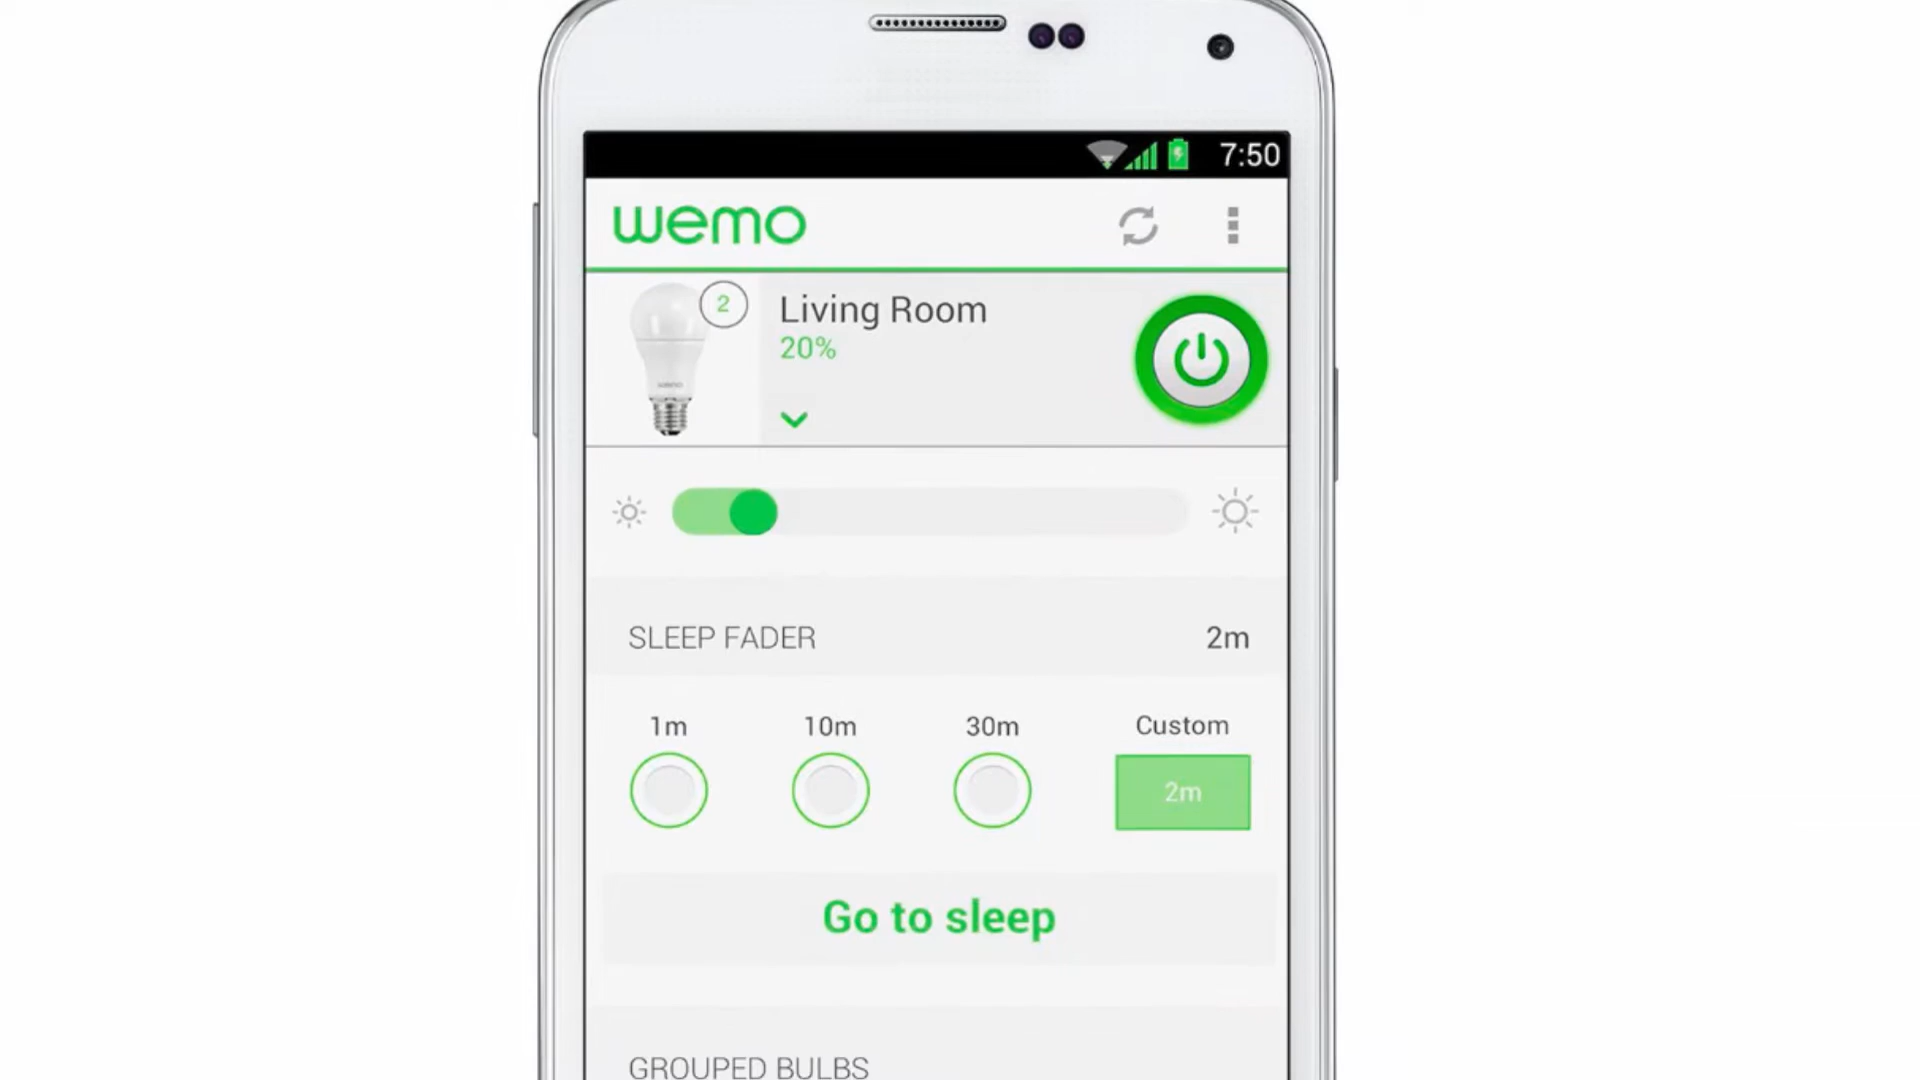 7:50
wemo
2
Living Room
20%
wemo
SLEEP FADER 2m
1m 10m 30m Custom
2m
Go to sleep
GROUPED BULBS